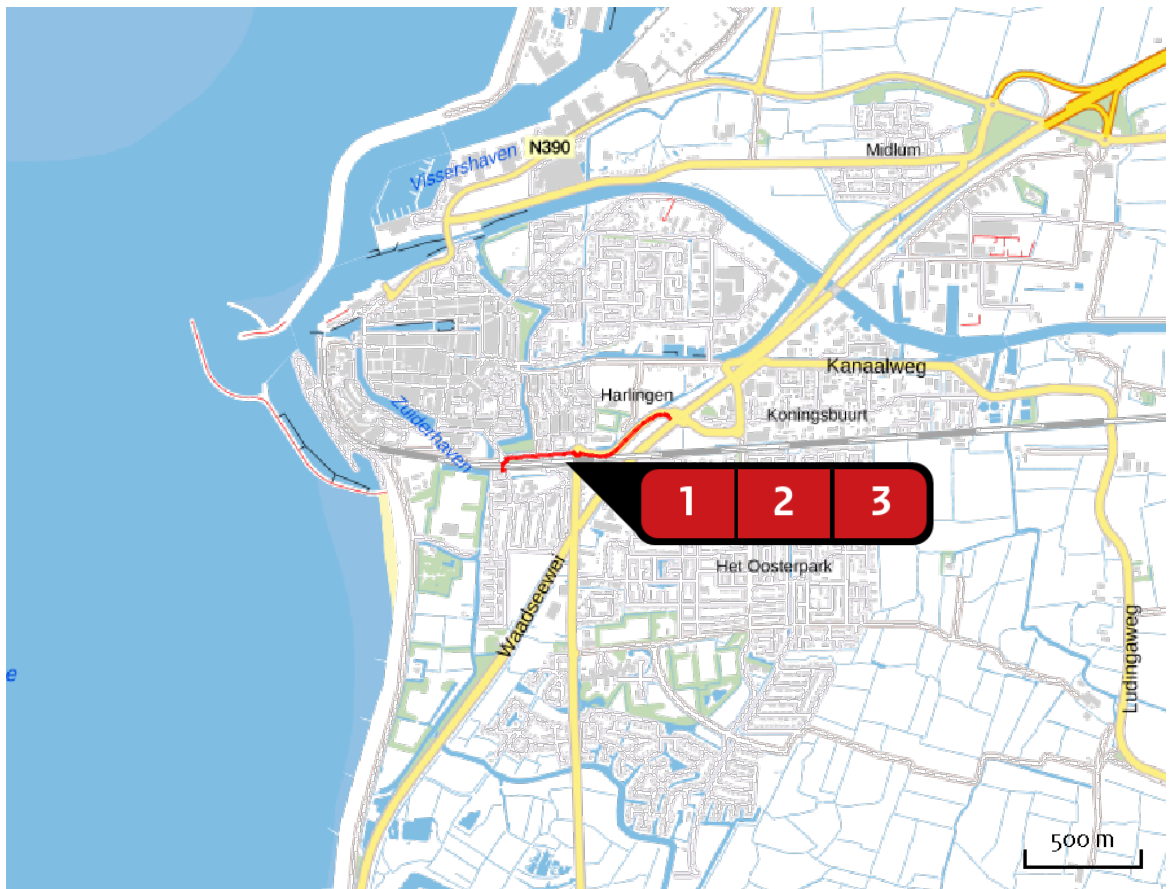 N390
Vissershaven
Midlum
Kanaalweg
Harlingen
Koningsbuurt
Zuiderhaven
1 2 3
Het Oosterpark
Waadseewei
Ludingaweg
e
500 m